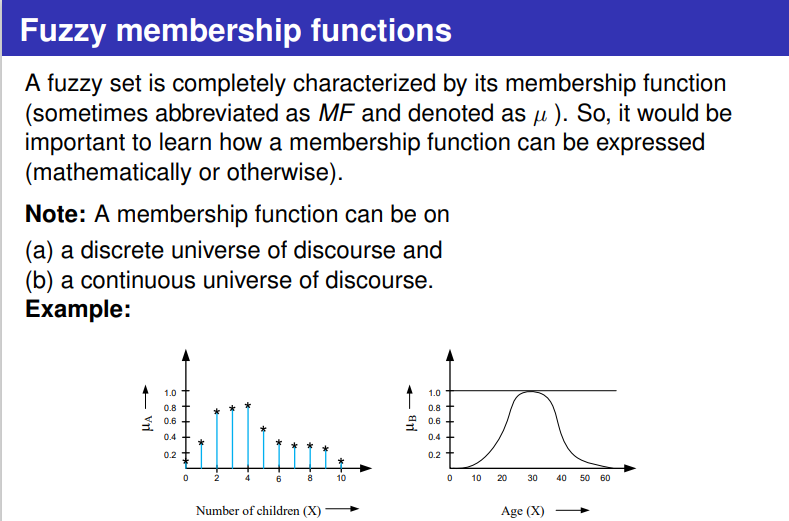 Fuzzy membership functions
A fuzzy set is completely characterized by its membership function
(sometimes abbreviated as MF and denoted as μ ). So, it would be
important to learn how a membership function can be expressed
(mathematically or otherwise).
Note: A membership function can be on
(a) a discrete universe of discourse and
(b) a continuous universe of discourse.
Example:
μA
1.0
0.8
0.6
0.4
0.2
0 2 4 6 8 10
Number of children (X)
μB
1.0
0.8
0.6
0.4
0.2
0 10 20 30 40 50 60
Age (X)